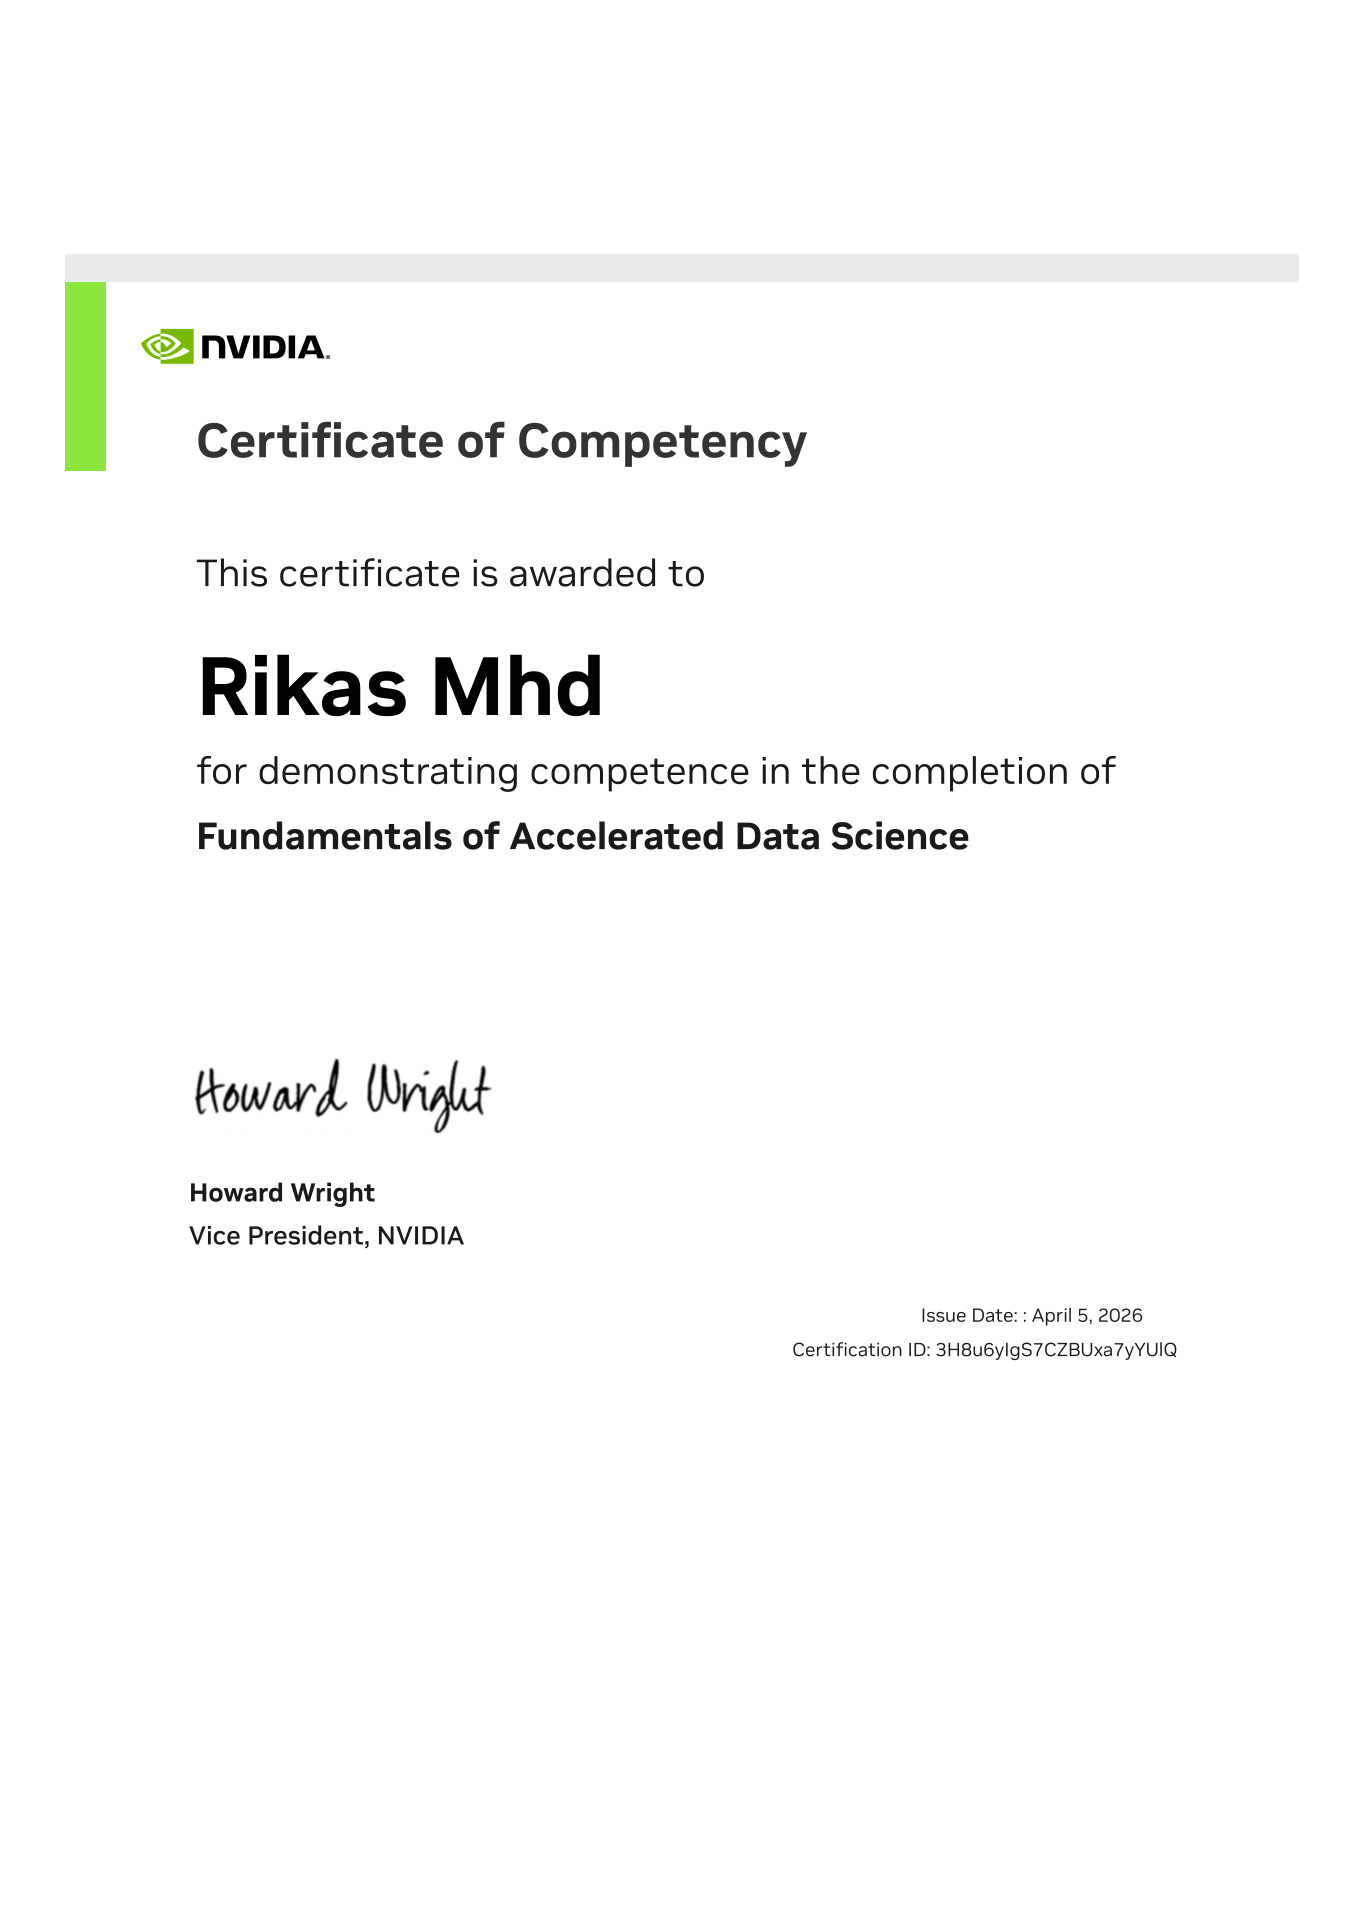 NVIDIA.
Certificate of Competency
This certificate is awarded to
Rikas Mhd
for demonstrating competence in the completion of
Fundamentals of Accelerated Data Science
Howard Wright
Howard Wright
Vice President, NVIDIA
Issue Date: : April 5, 2026
Certification ID: 3H8u6yIgS7CZBUxa7yYUlQ